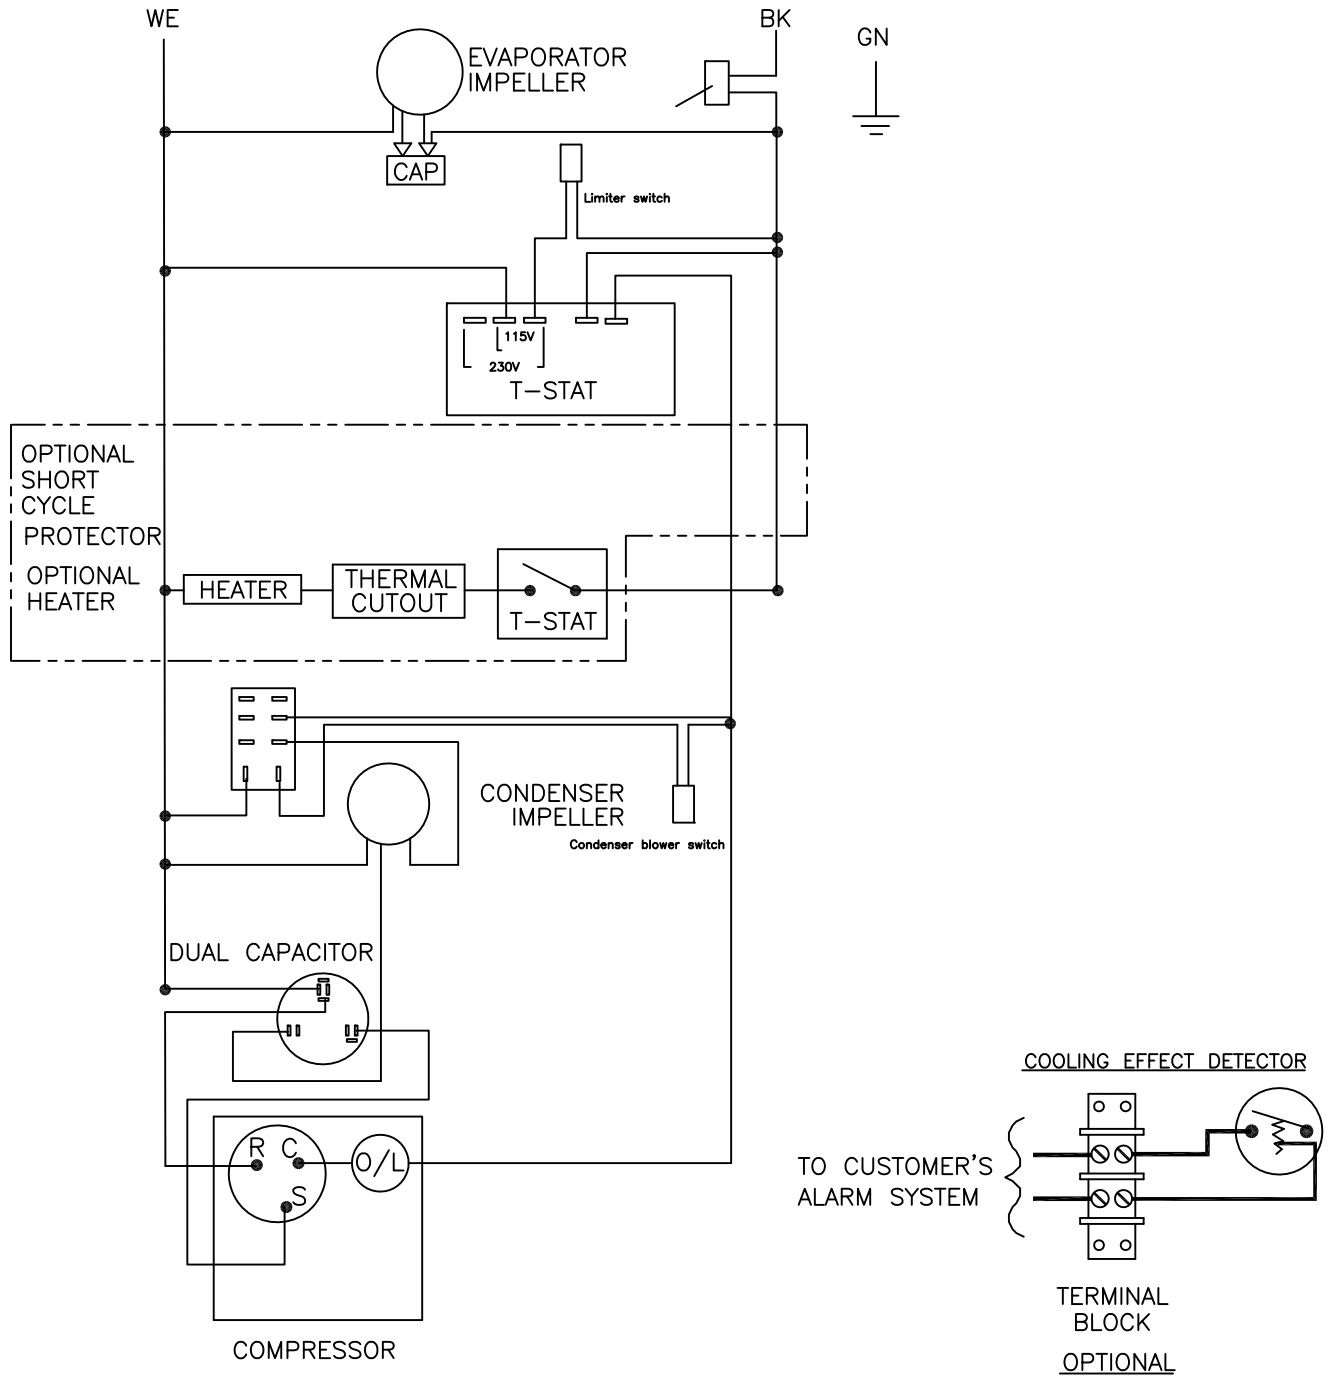 WE
BK
GN
EVAPORATOR
IMPELLER
CAP
Limiter switch
115V
230V
T-STAT
OPTIONAL
SHORT
CYCLE
PROTECTOR
OPTIONAL
HEATER
HEATER
THERMAL
CUTOUT
T-STAT
CONDENSER
IMPELLER
Condenser blower switch
DUAL CAPACITOR
R
C
O/L
S
COMPRESSOR
COOLING EFFECT DETECTOR
TO CUSTOMER'S
ALARM SYSTEM
TERMINAL
BLOCK
OPTIONAL